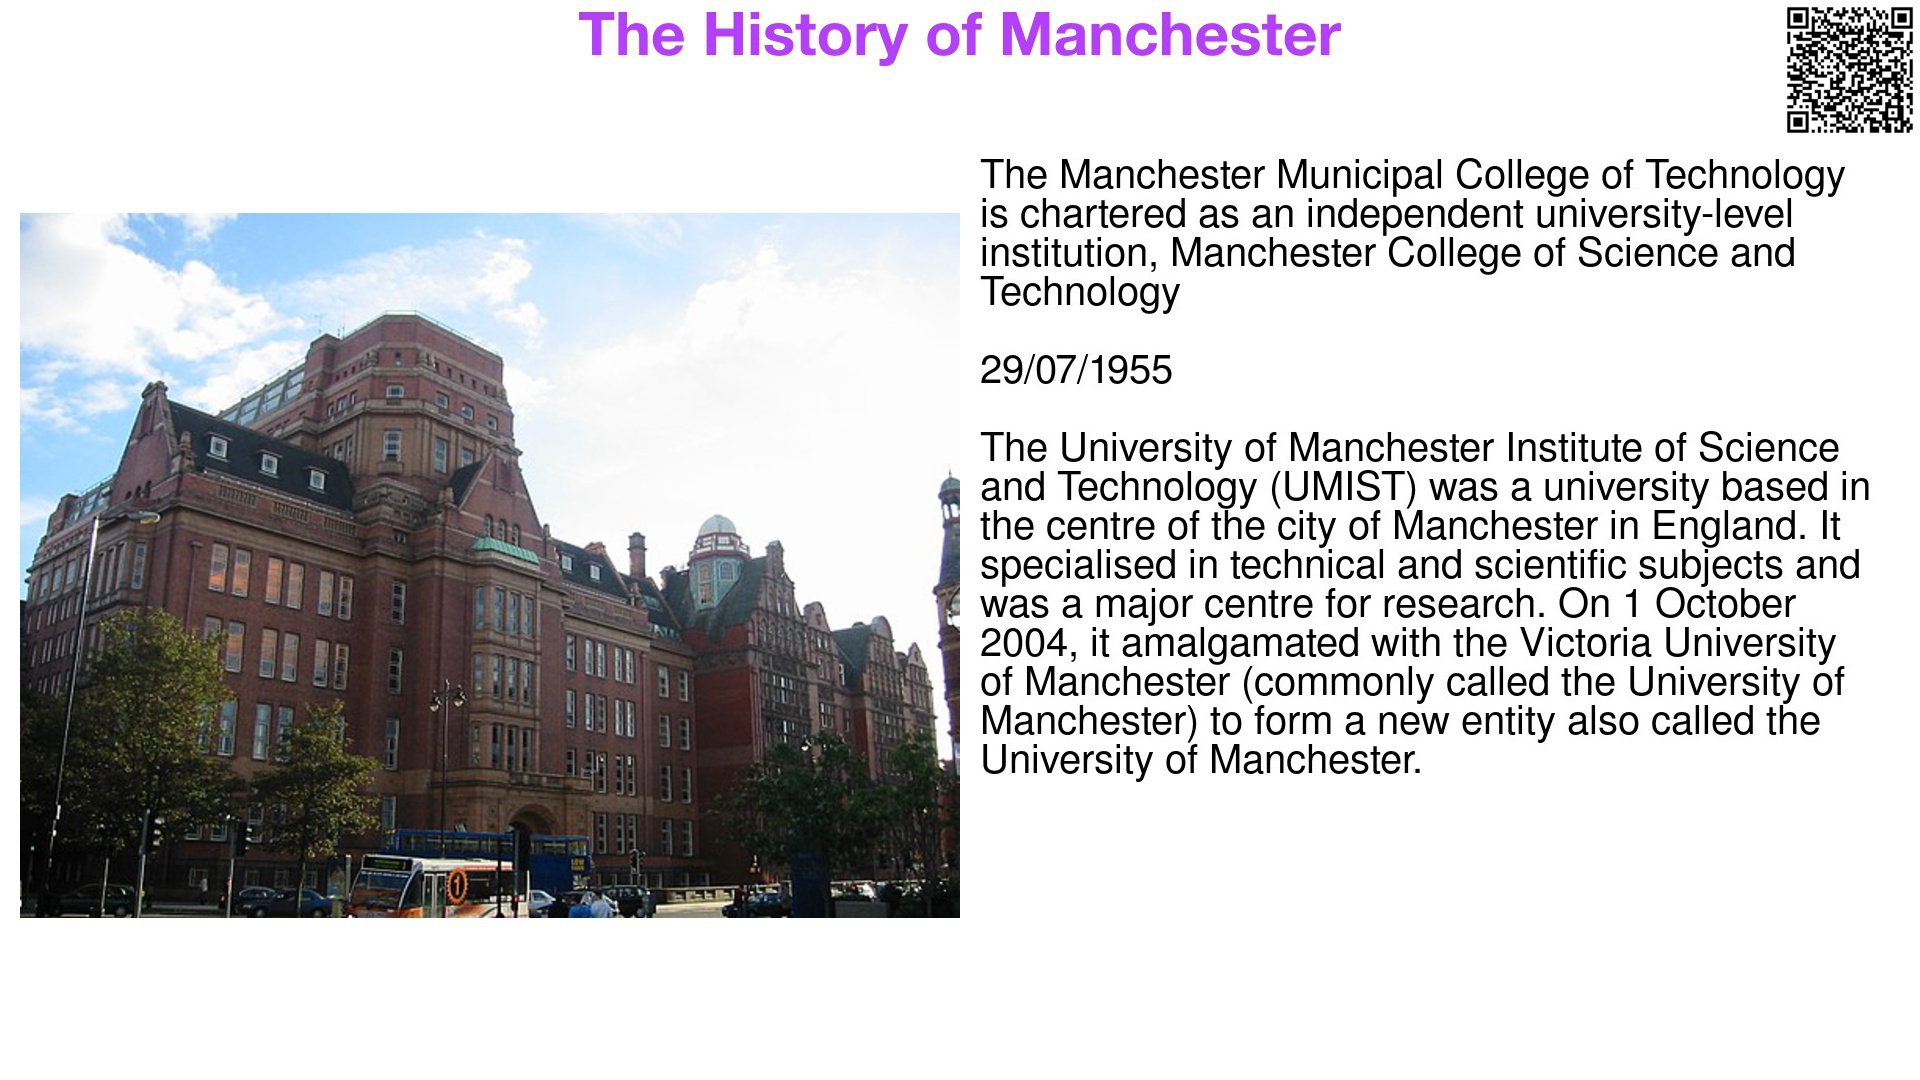 The History of Manchester
The Manchester Municipal College of Technology
is chartered as an independent university-level
institution, Manchester College of Science and
Technology
29/07/1955
The University of Manchester Institute of Science
and Technology (UMIST) was a university based in
the centre of the city of Manchester in England. It
specialised in technical and scientific subjects and
was a major centre for research. On 1 October
2004, it amalgamated with the Victoria University
of Manchester (commonly called the University of
Manchester) to form a new entity also called the
University of Manchester.
1